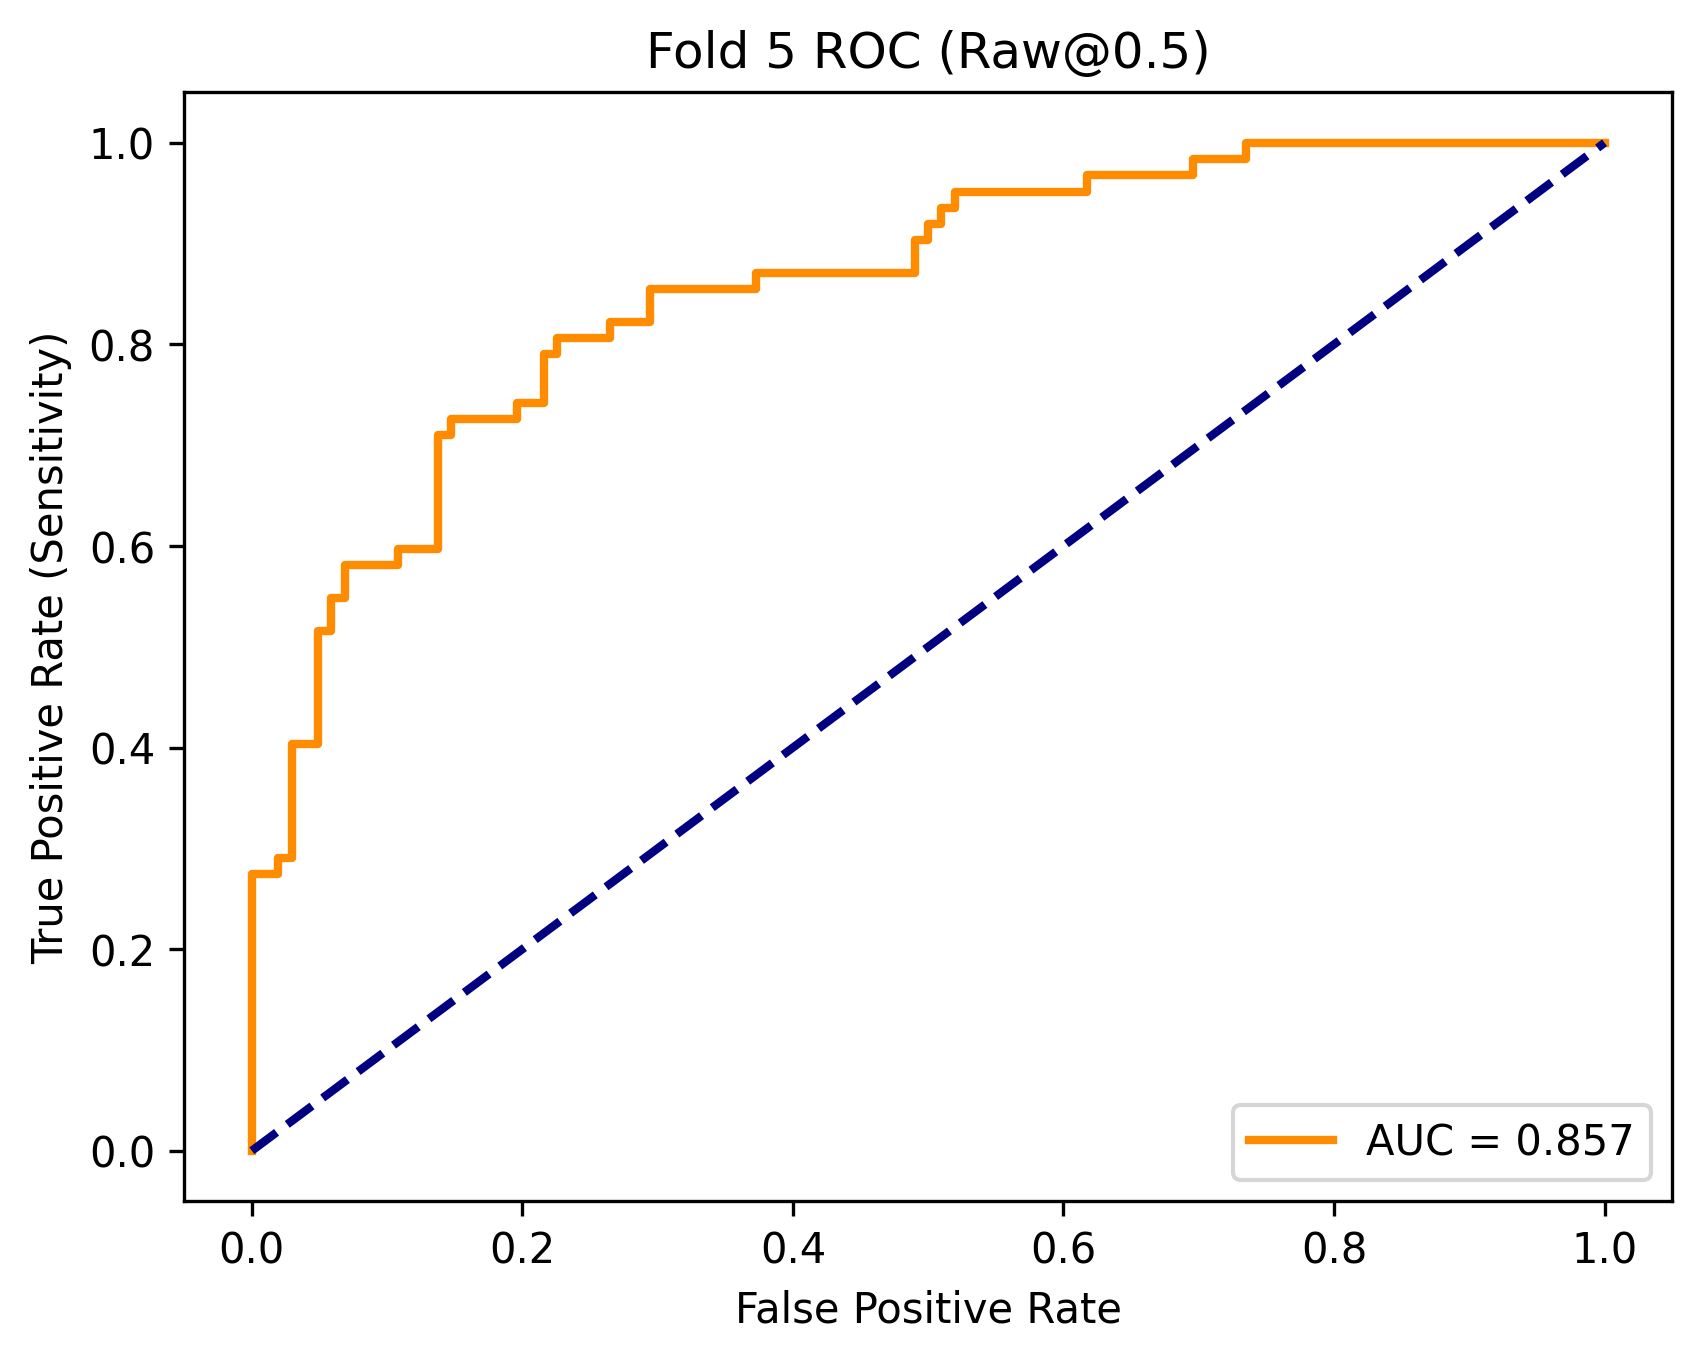 Fold 5 ROC (Raw@0.5)
True Positive Rate (Sensitivity)
1.0
0.8
0.6
0.4
0.2
0.0
AUC = 0.857
0.0 0.2 0.4 0.6 0.8 1.0
False Positive Rate